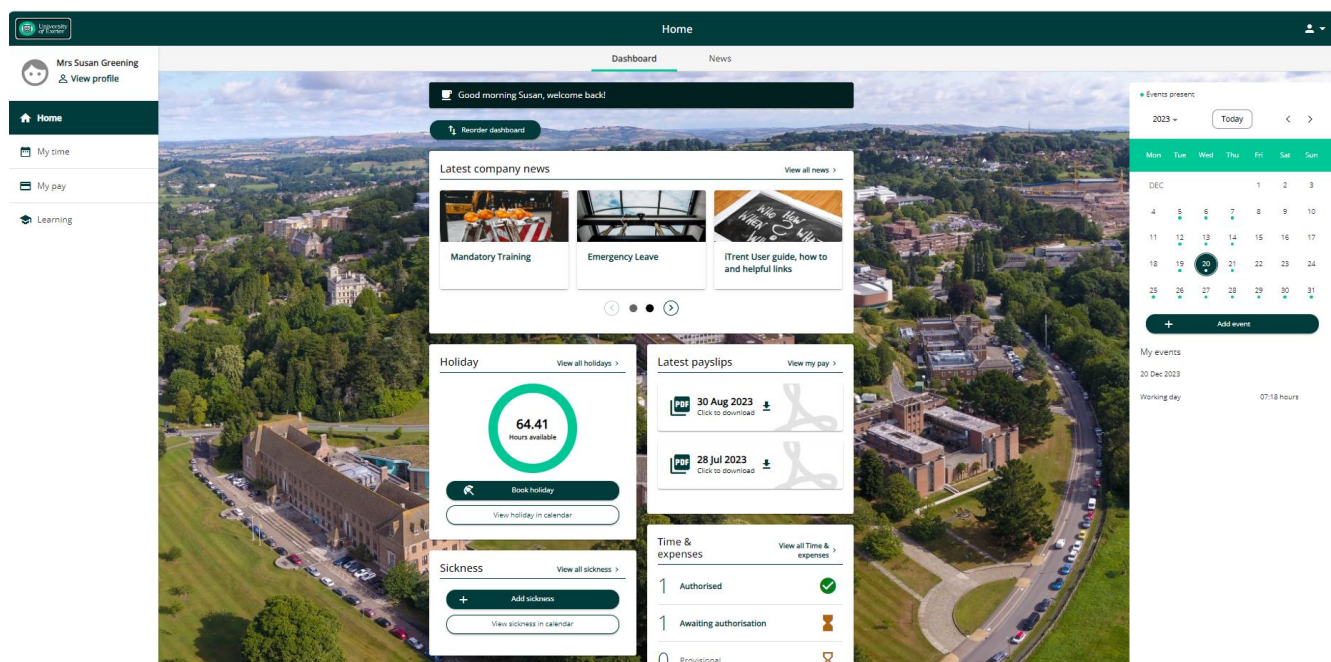 University
of Exeter
Home
Mrs Susan Greening
View profile
Home
My time
My pay
Learning
Dashboard
News
Good morning Susan, welcome back!
Reorder dashboard
Latest company news
View all news >
WHO HOW
WHEN ?
WHAT
Mandatory Training
Emergency Leave
iTrent User guide, how to
and helpful links
Holiday
View all holidays >
64.41
Hours available
Book holiday
View holiday in calendar
Sickness
View all sickness >
+ Add sickness
View sickness in calendar
Latest payslips
View my pay >
PDF
30 Aug 2023
Click to download
PDF
28 Jul 2023
Click to download
Time &
expenses
View all Time &
expenses >
1 Authorised
1 Awaiting authorisation
0 Provisional
Events present
2023
Today
< >
Mon Tue Wed Thu Fri Sat Sun
DEC 1 2 3
4 5 6 7 8 9 10
11 12 13 14 15 16 17
18 19 20 21 22 23 24
25 26 27 28 29 30 31
+ Add event
My events
20 Dec 2023
Working day 07:18 hours